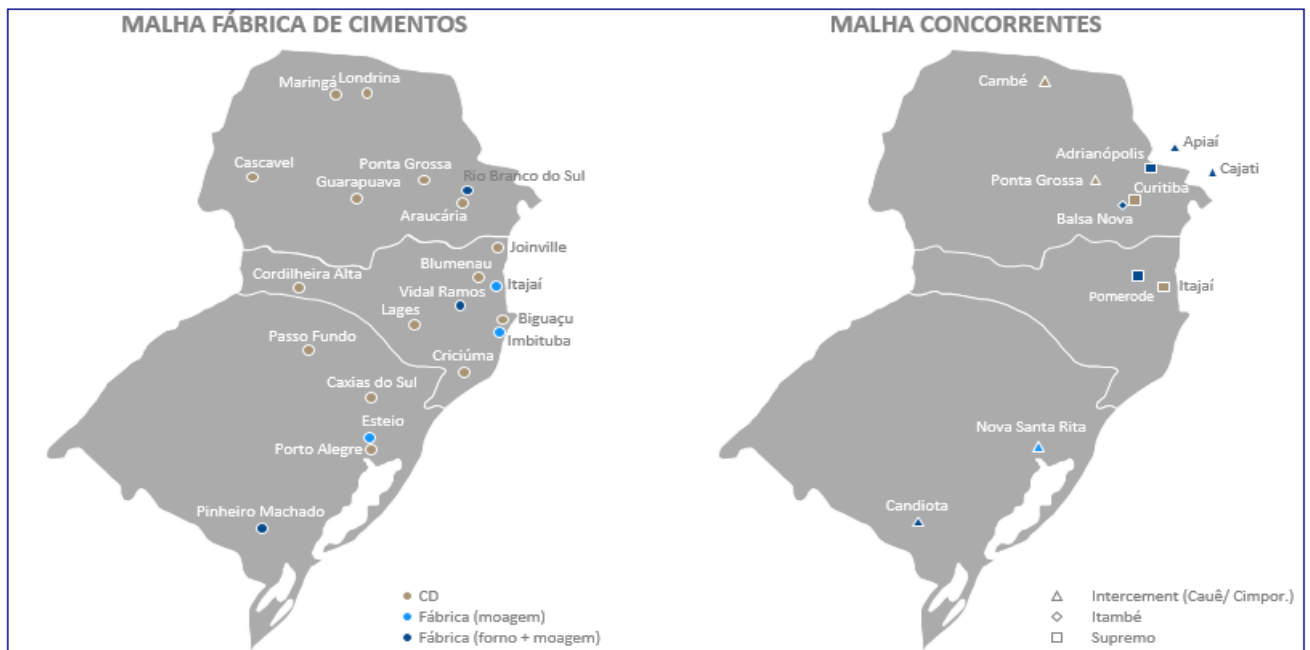 MALHA FÁBRICA DE CIMENTOS
Londrina
Maringá
Cascavel
Ponta Grossa
Rio Branco do Sul
Guarapuava
Araucária
Joinville
Blumenau
Cordilheira Alta
Itajaí
Vidal Ramos
Lages
Biguaçu
Passo Fundo
Imbituba
Criciúma
Caxias do Sul
Esteio
Porto Alegre
Pinheiro Machado
CD
Fábrica (moagem)
Fábrica (forno + moagem)
MALHA CONCORRENTES
Cambé
Apiaí
Adrianópolis
Cajati
Ponta Grossa
Curitiba
Balsa Nova
Itajaí
Pomerode
Nova Santa Rita
Candiota
Intercement (Cauê/ Cimpor.)
Itambé
Supremo